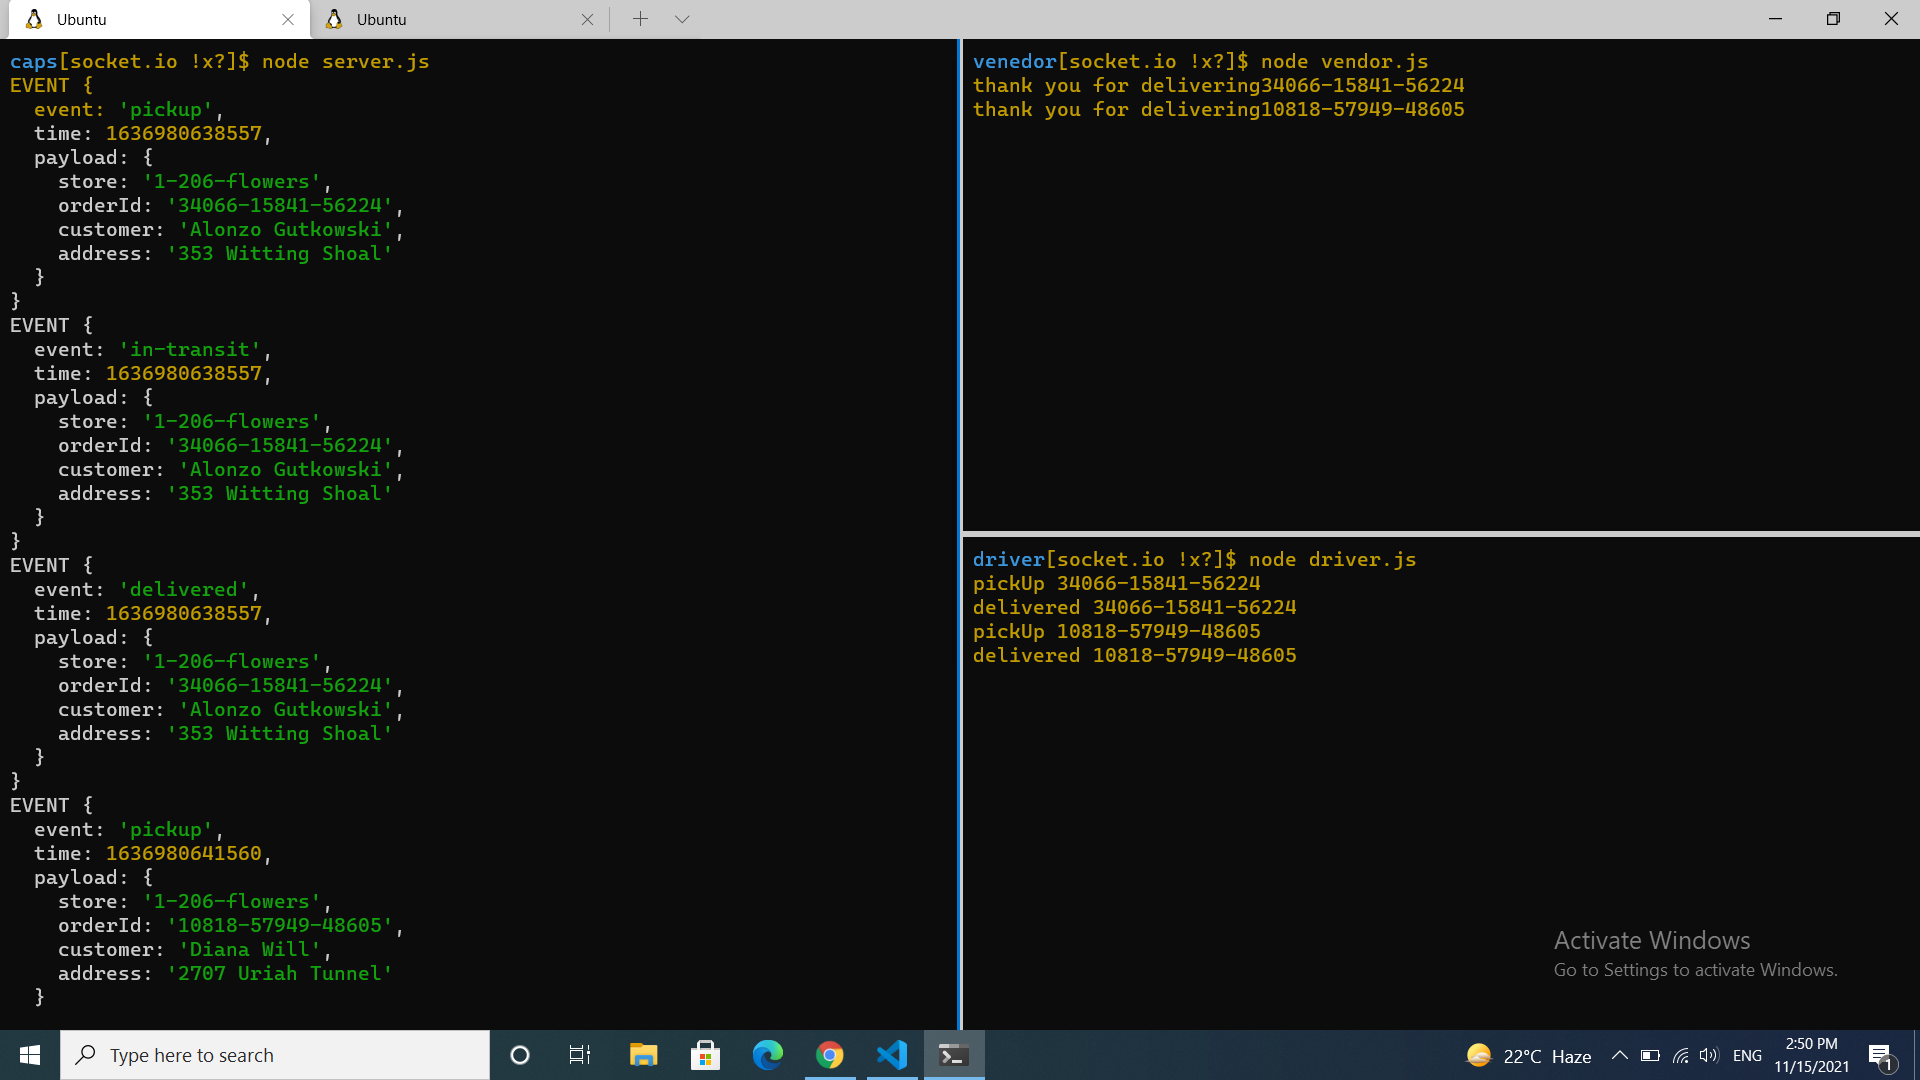 Ubuntu
Ubuntu
caps[socket.io !x?]$ node server.js
EVENT {
  event: 'pickup',
  time: 1636980638557,
  payload: {
    store: '1-206-flowers',
    orderId: '34066-15841-56224',
    customer: 'Alonzo Gutkowski',
    address: '353 Witting Shoal'
  }
}
EVENT {
  event: 'in-transit',
  time: 1636980638557,
  payload: {
    store: '1-206-flowers',
    orderId: '34066-15841-56224',
    customer: 'Alonzo Gutkowski',
    address: '353 Witting Shoal'
  }
}
EVENT {
  event: 'delivered',
  time: 1636980638557,
  payload: {
    store: '1-206-flowers',
    orderId: '34066-15841-56224',
    customer: 'Alonzo Gutkowski',
    address: '353 Witting Shoal'
  }
}
EVENT {
  event: 'pickup',
  time: 1636980641560,
  payload: {
    store: '1-206-flowers',
    orderId: '10818-57949-48605',
    customer: 'Diana Will',
    address: '2707 Uriah Tunnel'
  }
venedor[socket.io !x?]$ node vendor.js
thank you for delivering34066-15841-56224
thank you for delivering10818-57949-48605
driver[socket.io !x?]$ node driver.js
pickUp 34066-15841-56224
delivered 34066-15841-56224
pickUp 10818-57949-48605
delivered 10818-57949-48605
Activate Windows
Go to Settings to activate Windows.
Type here to search
22°C Haze
ENG
2:50 PM
11/15/2021
1